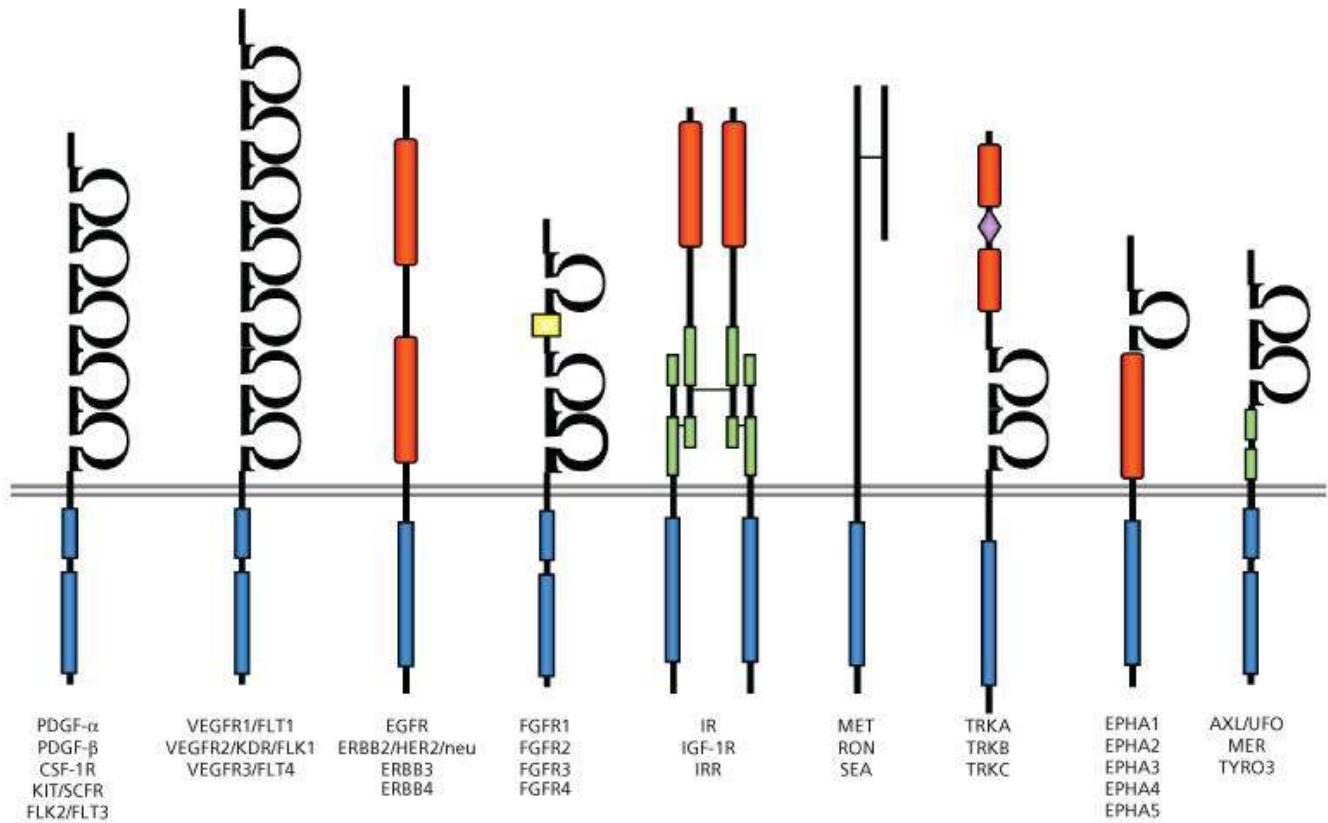 PDGF-α
PDGF-β
CSF-1R
KIT/SCFR
FLK2/FLT3
VEGFR1/FLT1
VEGFR2/KDR/FLK1
VEGFR3/FLT4
EGFR
ERBB2/HER2/neu
ERBB3
ERBB4
FGFR1
FGFR2
FGFR3
FGFR4
IR
IGF-1R
IRR
MET
RON
SEA
TRKA
TRKB
TRKC
EPHA1
EPHA2
EPHA3
EPHA4
EPHA5
AXL/UFO
MER
TYRO3